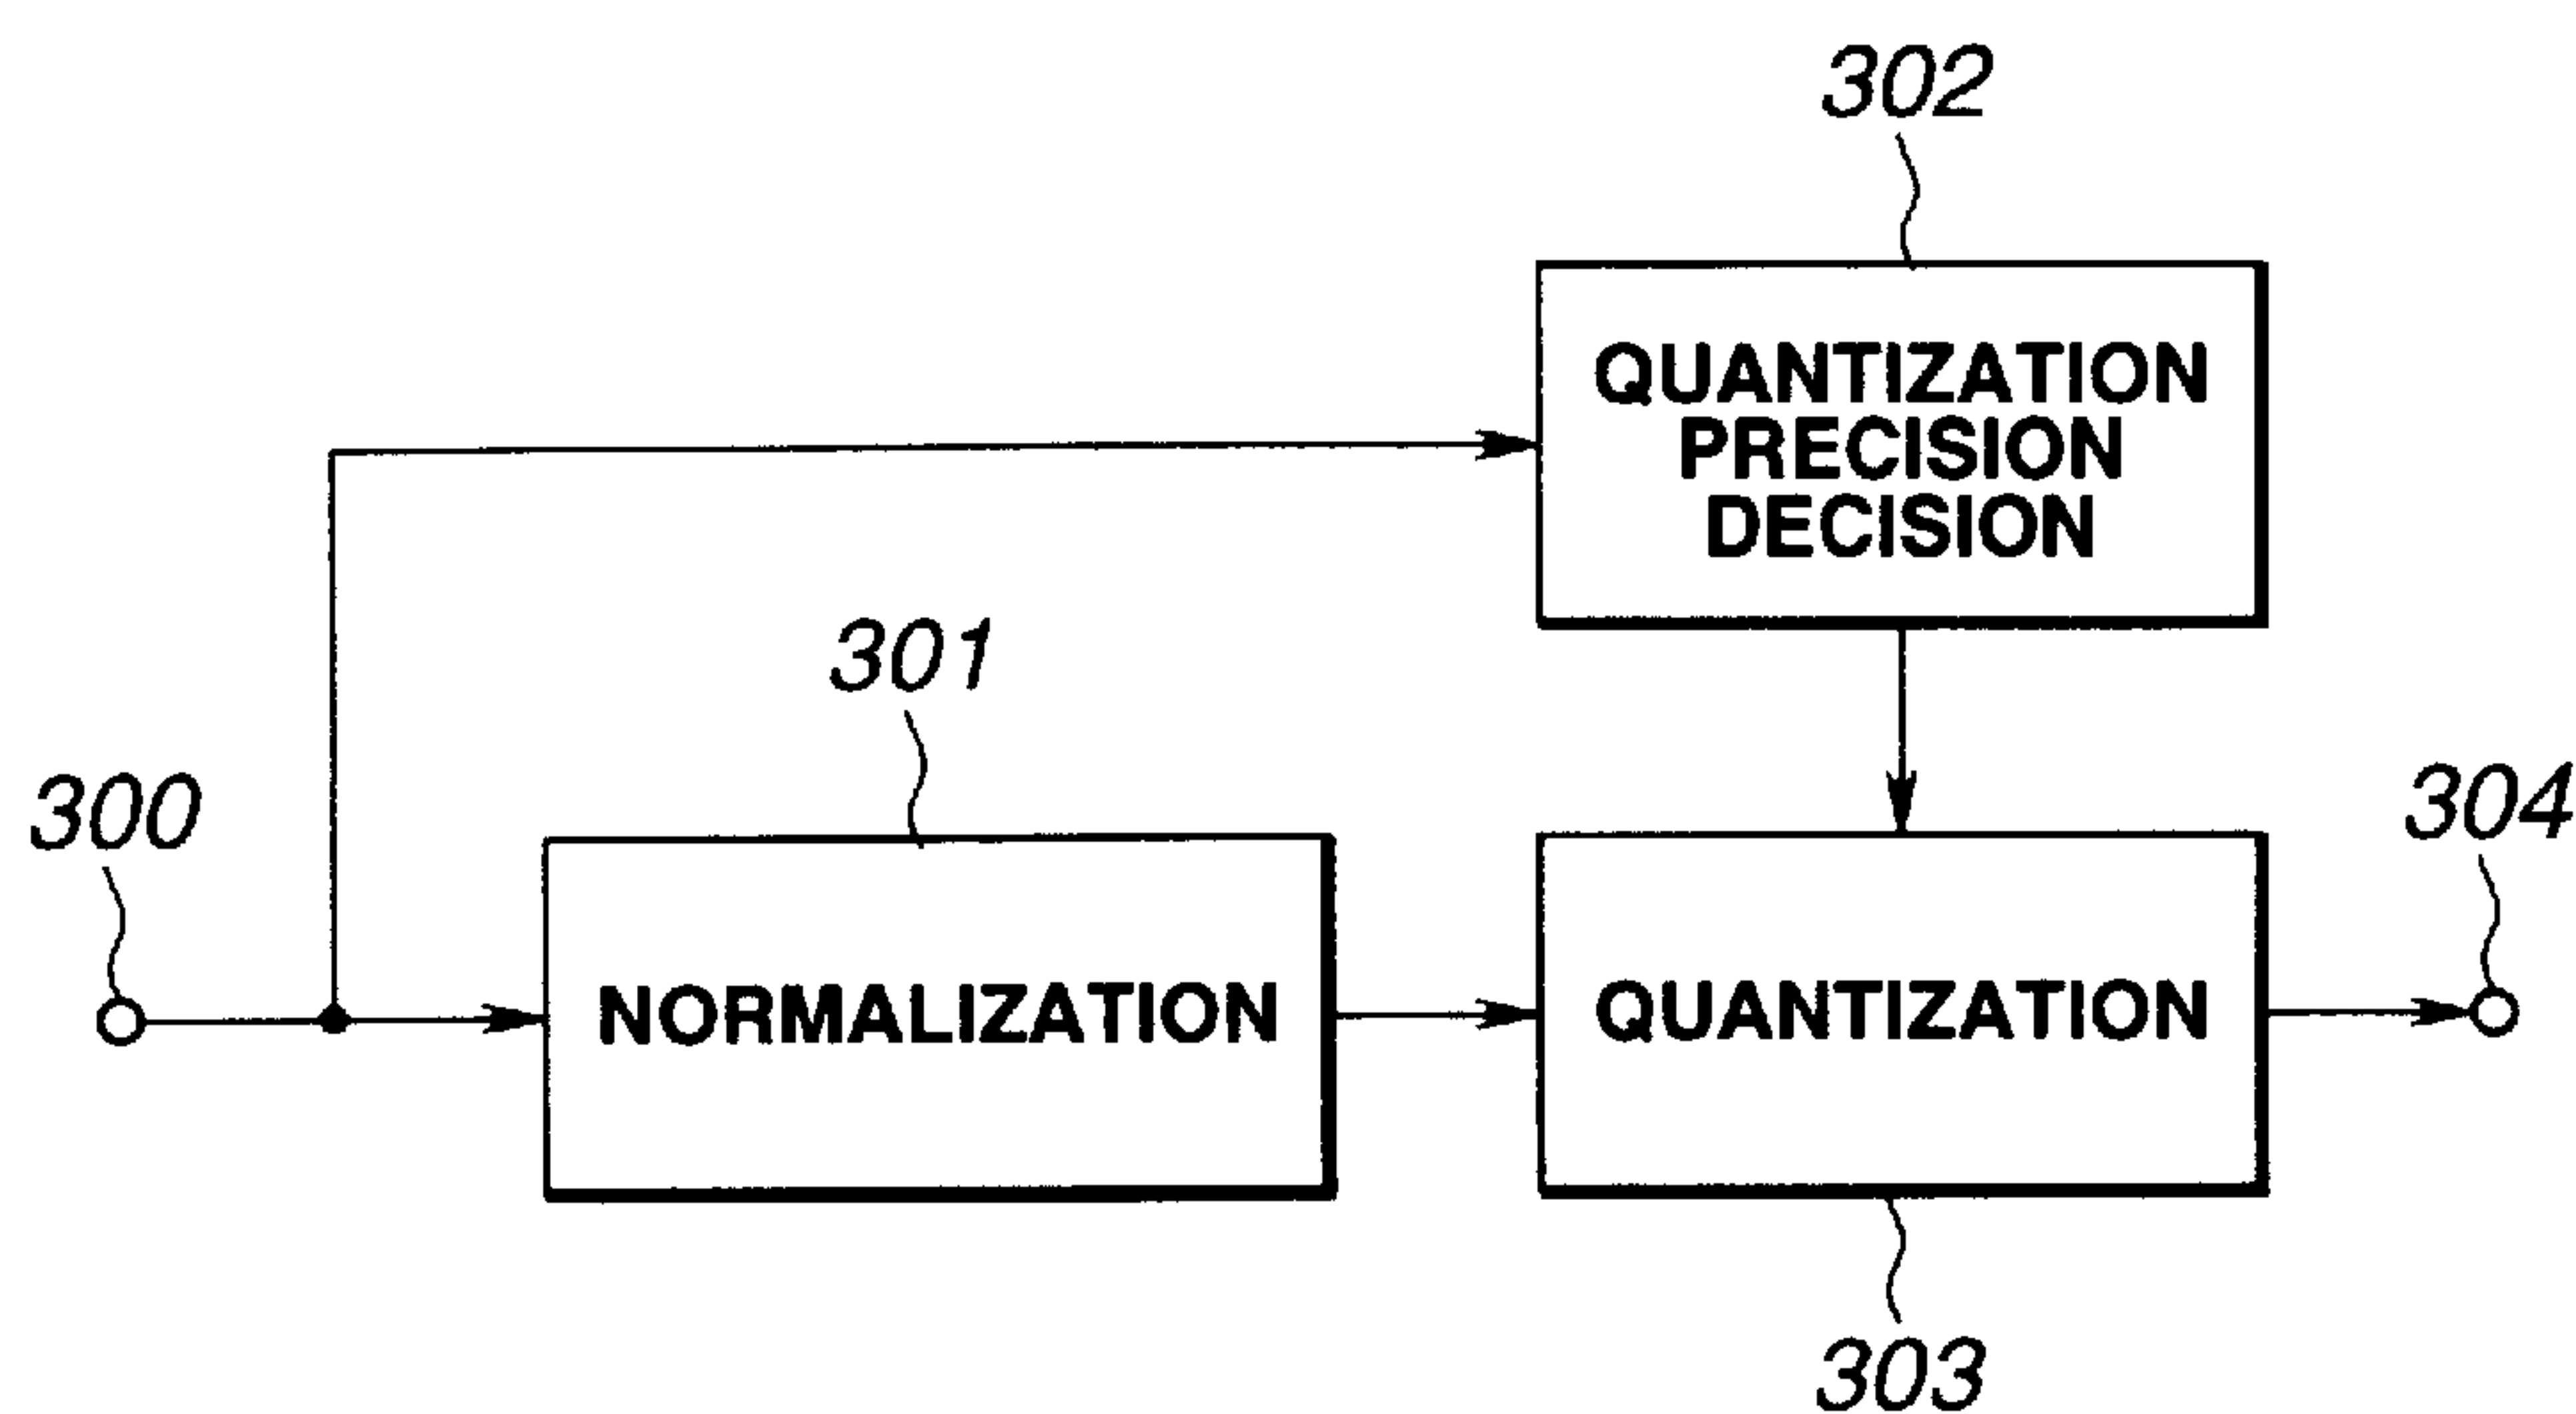 302
QUANTIZATION
PRECISION
DECISION
301
300
304
NORMALIZATION
QUANTIZATION
303